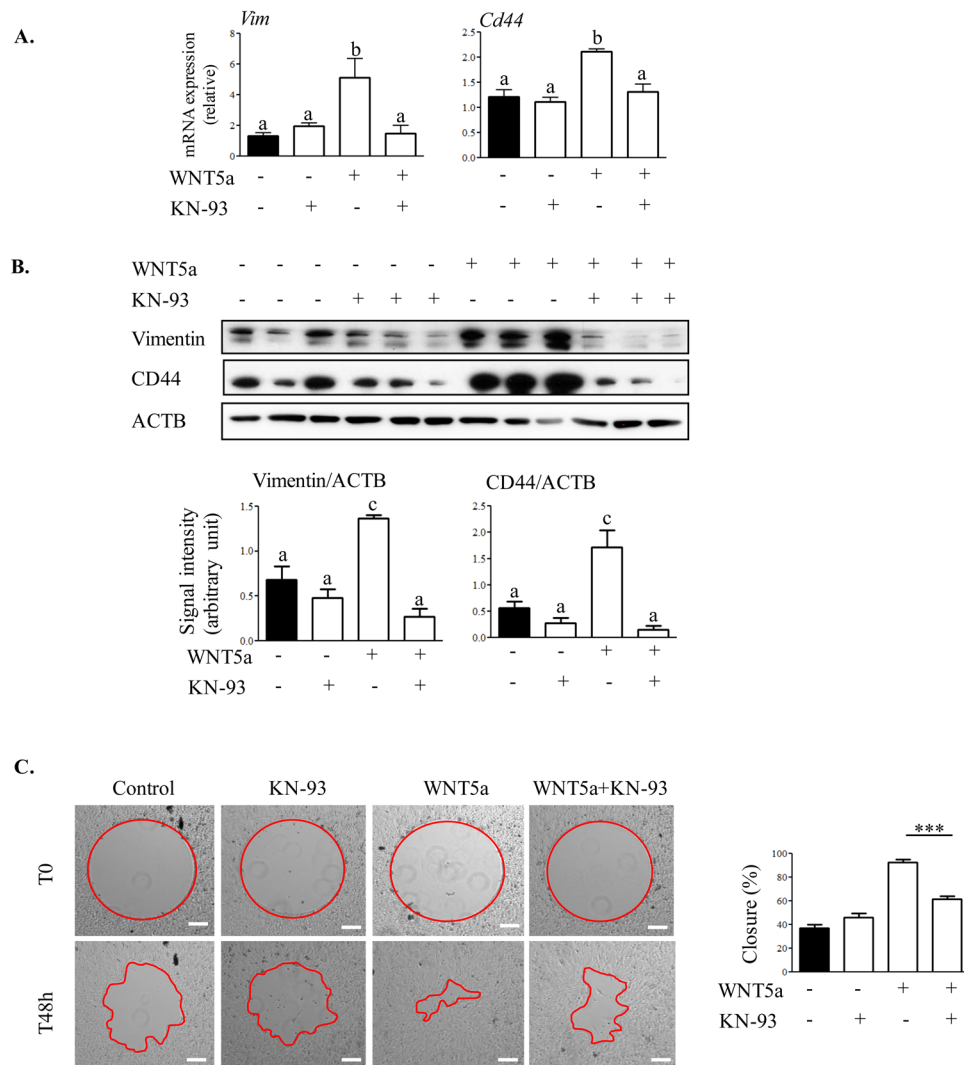 A.
Vim
Cd44
mRNA expression
(relative)
8
6
4
2
0
a
a
b
a
2.5
2.0
1.5
1.0
0.5
0.0
a
a
b
a
WNT5a - - + + - - + +
KN-93 - + - + - + - +
B.
WNT5a - - - - - - + + + + + +
KN-93 - - - + + + - - - + + +
Vimentin
CD44
ACTB
Vimentin/ACTB
CD44/ACTB
Signal intensity
(arbitrary unit)
1.5
1.0
0.5
0.0
a
a
c
a
2.5
2.0
1.5
1.0
0.5
0.0
a
a
c
a
WNT5a - - + + - - + +
KN-93 - + - + - + - +
C.
Control
KN-93
WNT5a
WNT5a+KN-93
T0
T48h
***
Closure (%)
100
80
60
40
20
0
WNT5a - - + +
KN-93 - + - +